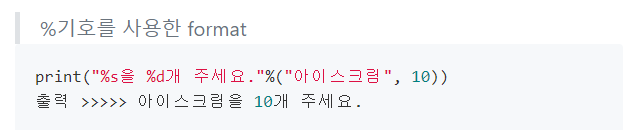 %기호를 사용한 format
print("%s을 %d개 주세요."%("아이스크림", 10))
출력 >>>>> 아이스크림을 10개 주세요.